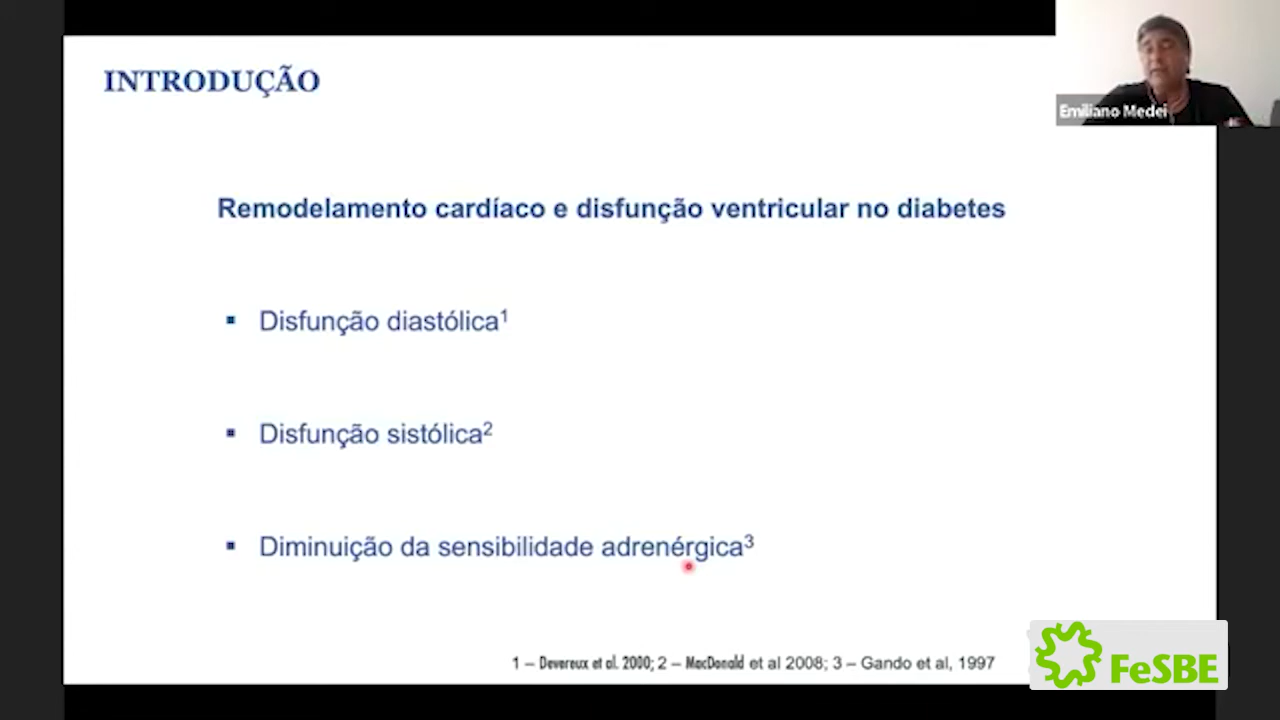 INTRODUÇÃO
Emiliano Medei
Remodelamento cardíaco e disfunção ventricular no diabetes
▪ Disfunção diastólica¹
▪ Disfunção sistólica²
▪ Diminuição da sensibilidade adrenérgica³
1 – Devereux et al. 2000; 2 – MacDonald et al 2008; 3 – Gando et al, 1997
FeSBE